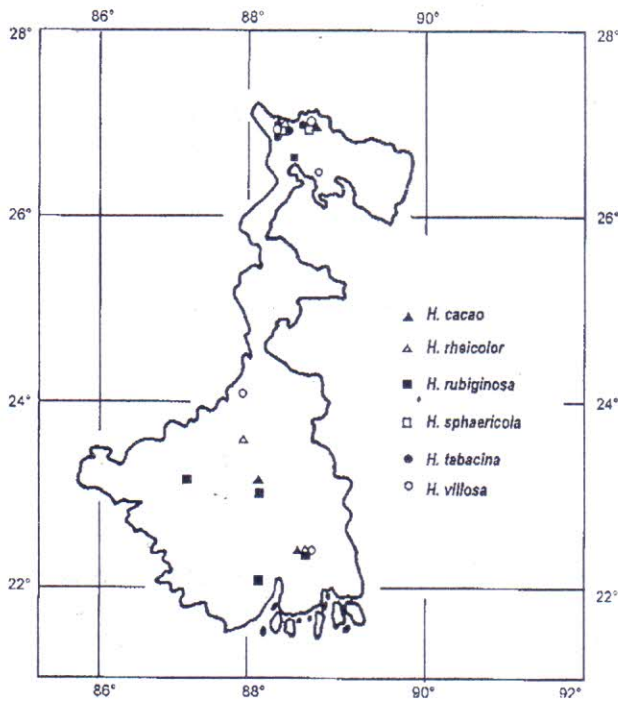 86° 88° 90°
28° 28°
26° 26°
H. cacao
H. rheicolor
H. rubiginosa
24° 24°
H. sphaericola
H. tabacina
H. villosa
22° 22°
86° 88° 90° 92°